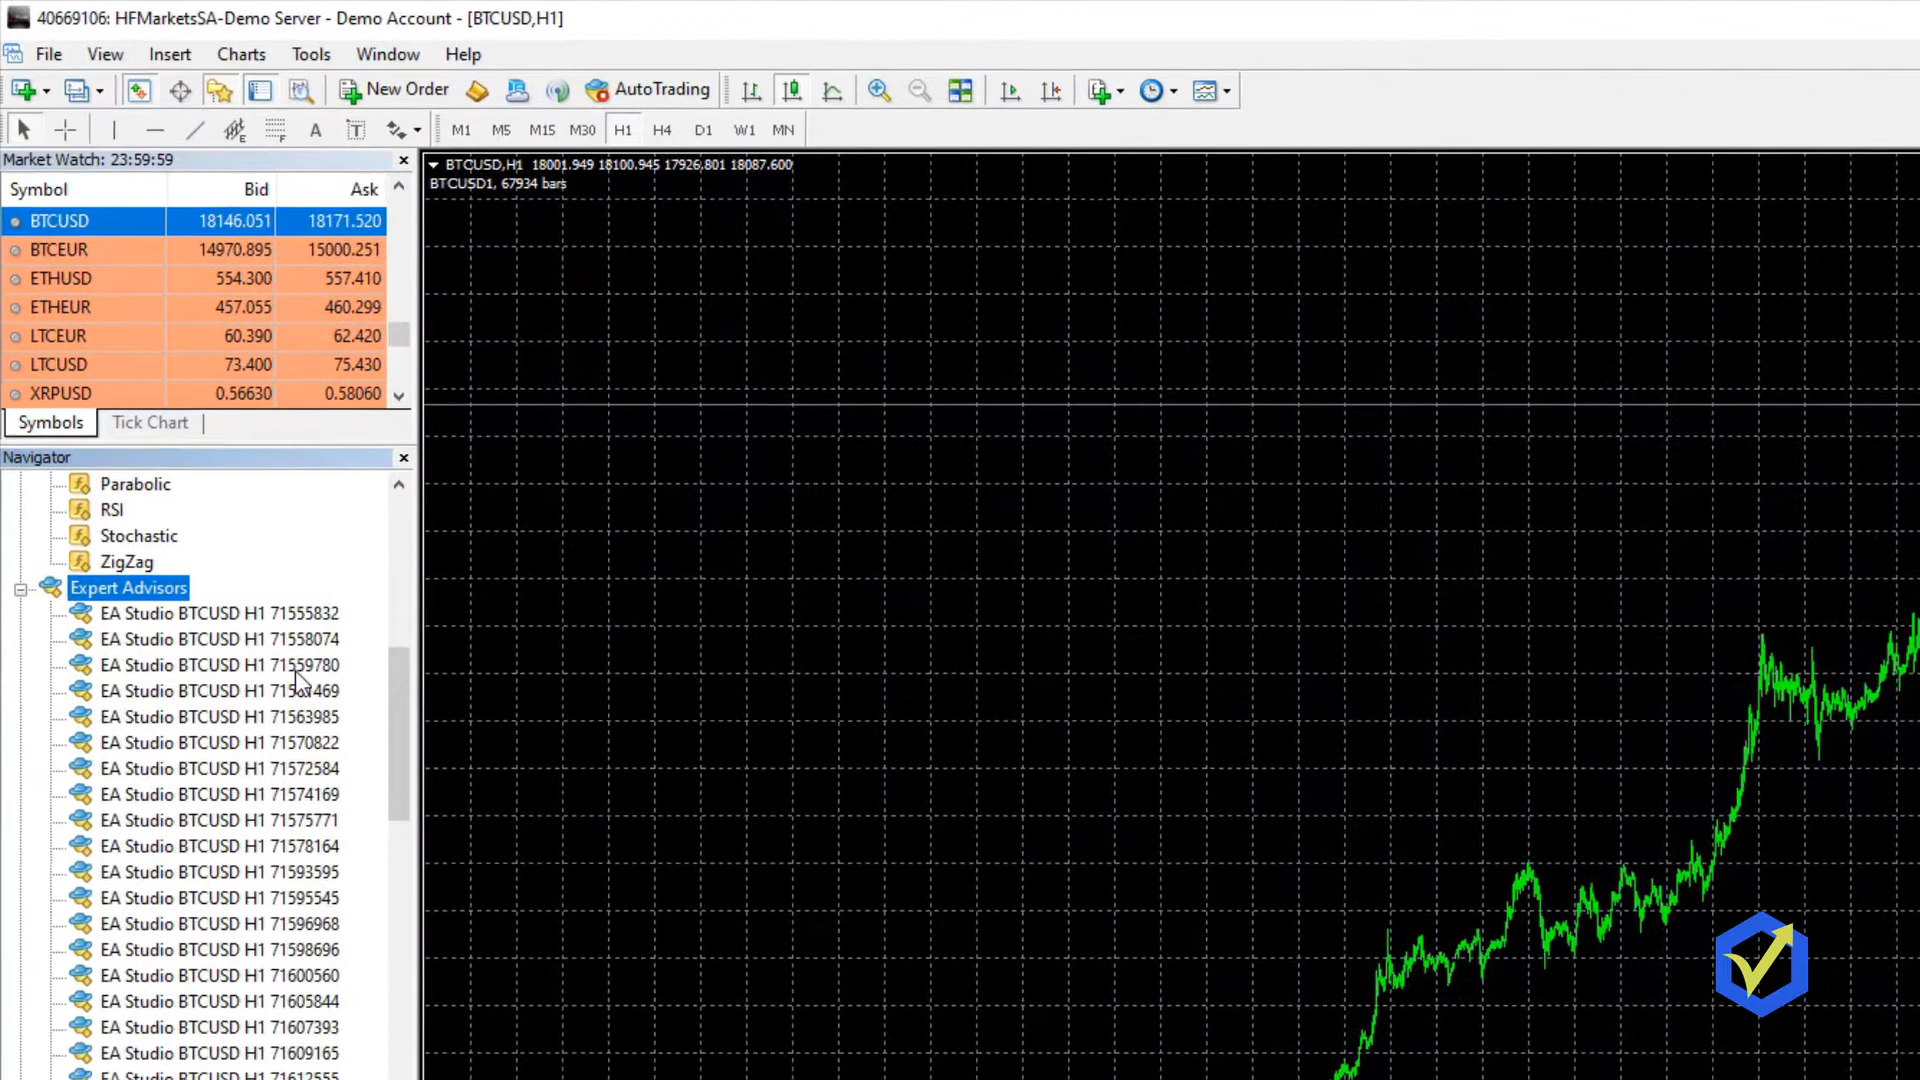 40669106: HFMarketsSA-Demo Server - Demo Account - [BTCUSD,H1]
File View Insert Charts Tools Window Help
New Order AutoTrading
A T M1 M5 M15 M30 H1 H4 D1 W1 MN
Market Watch: 23:59:59
Symbol Bid Ask
BTCUSD 18146.051 18171.520
BTCEUR 14970.895 15000.251
ETHUSD 554.300 557.410
ETHEUR 457.055 460.299
LTCEUR 60.390 62.420
LTCUSD 73.400 75.430
XRPUSD 0.56630 0.58060
Symbols Tick Chart
Navigator
Parabolic
RSI
Stochastic
ZigZag
Expert Advisors
EA Studio BTCUSD H1 71555832
EA Studio BTCUSD H1 71558074
EA Studio BTCUSD H1 71559780
EA Studio BTCUSD H1
EA Studio BTCUSD H1 71563985
EA Studio BTCUSD H1 71570822
EA Studio BTCUSD H1 71572584
EA Studio BTCUSD H1 71574169
EA Studio BTCUSD H1 71575771
EA Studio BTCUSD H1 71578164
EA Studio BTCUSD H1 71593595
EA Studio BTCUSD H1 71595545
EA Studio BTCUSD H1 71596968
EA Studio BTCUSD H1 71598696
EA Studio BTCUSD H1 71600560
EA Studio BTCUSD H1 71605844
EA Studio BTCUSD H1 71607393
EA Studio BTCUSD H1 71609165
EA Studio BTCUSD H1 71612555
BTCUSD,H1 18001.949 18100.945 17926.801 18087.600
BTCUSD1, 67934 bars